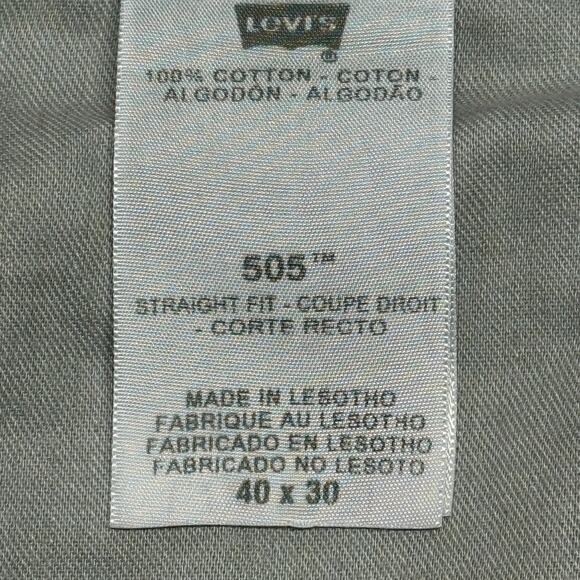 LOVI'S
®
100% COTTON - COTON -
ALGODÓN - ALGODÃO
505™
STRAIGHT FIT - COUPE DROIT
- CORTE RECTO
MADE IN LESOTHO
FABRIQUE AU LESOTHO
FABRICADO EN LESOTHO
FABRICADO NO LESOTO
40 x 30